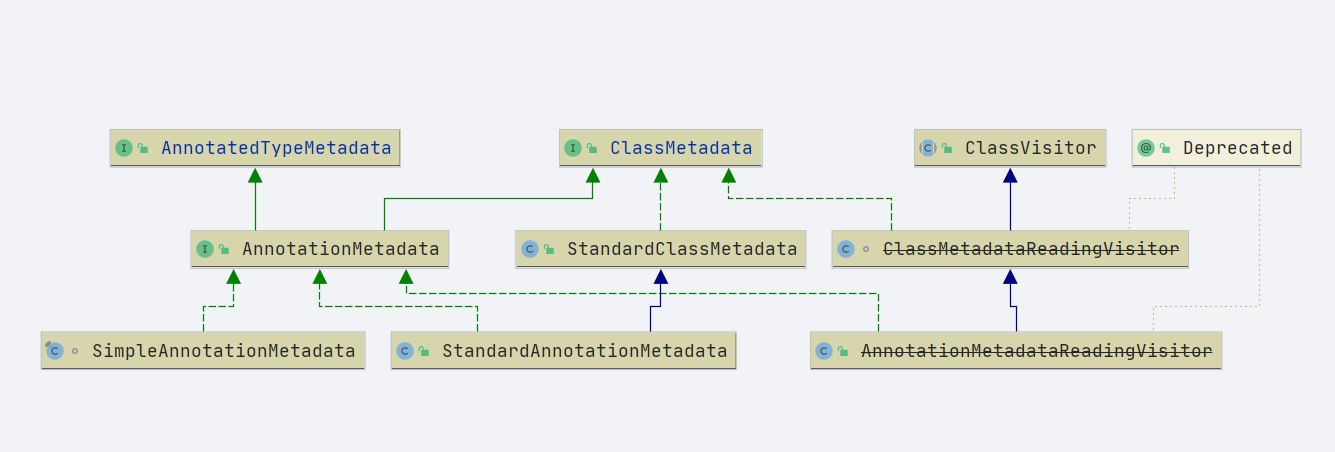 I AnnotatedTypeMetadata
I ClassMetadata
C ClassVisitor
@ Deprecated
I AnnotationMetadata
C StandardClassMetadata
C ClassMetadataReadingVisitor
C SimpleAnnotationMetadata
C StandardAnnotationMetadata
C AnnotationMetadataReadingVisitor